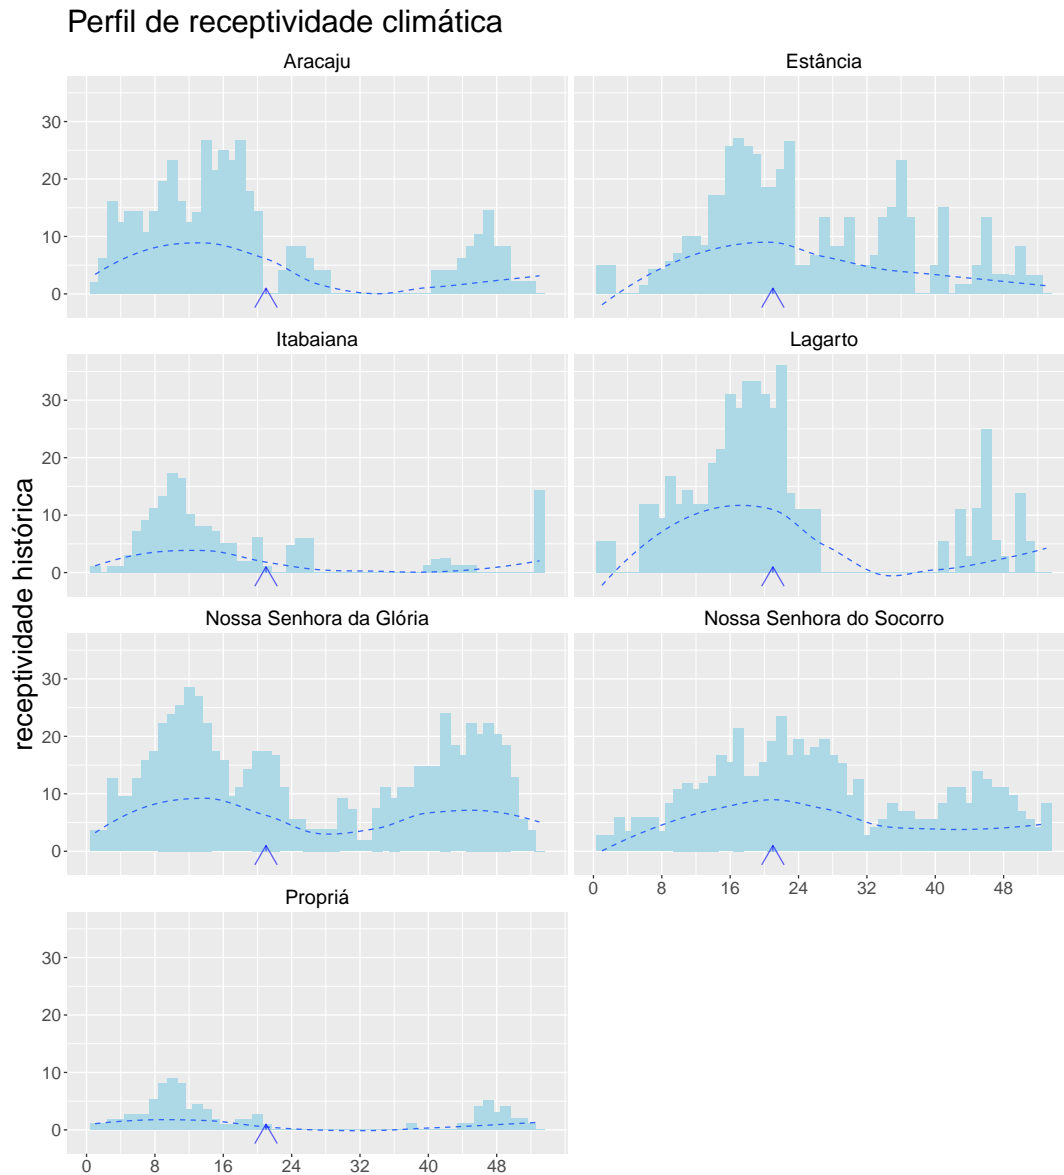 Perfil de receptividade climática
Aracaju
Estância
30
20
10
0
Itabaiana
Lagarto
30
20
10
0
Nossa Senhora da Glória
Nossa Senhora do Socorro
30
20
10
0
0 8 16 24 32 40 48
Propriá
30
20
10
0
0 8 16 24 32 40 48
receptividade histórica